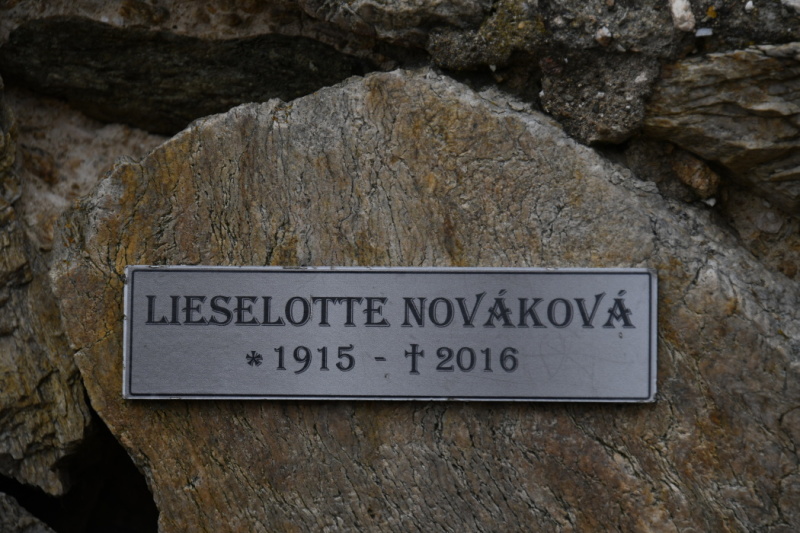 LIESELOTTE NOVÁKOVÁ
* 1915 - † 2016